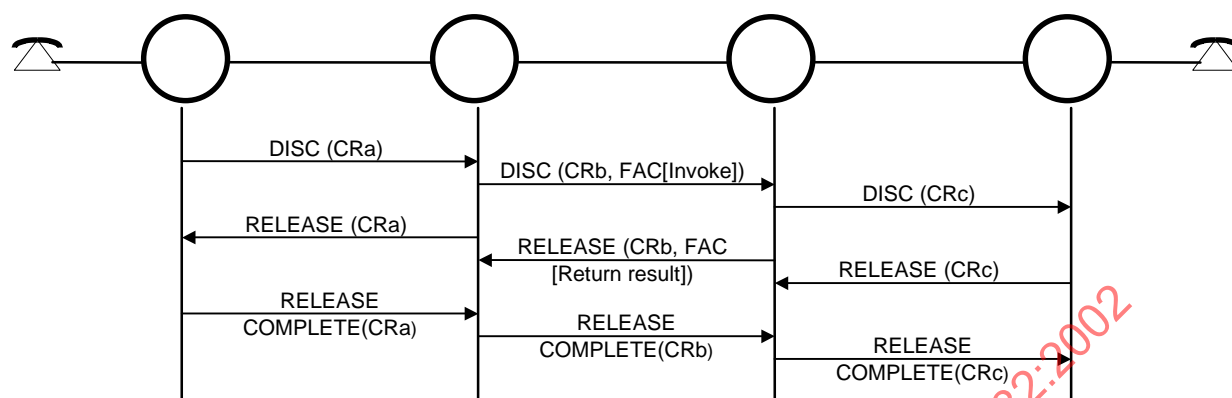 DISC (CRa)
DISC (CRb, FAC[Invoke])
DISC (CRc)
RELEASE (CRa)
RELEASE (CRb, FAC
[Return result])
RELEASE (CRc)
RELEASE
COMPLETE(CRa)
RELEASE
COMPLETE(CRb)
RELEASE
COMPLETE(CRc)
32:2002